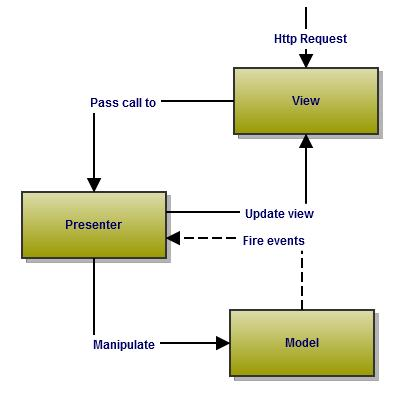 Http Request
View
Pass call to
Presenter
Update view
Fire events
Manipulate
Model